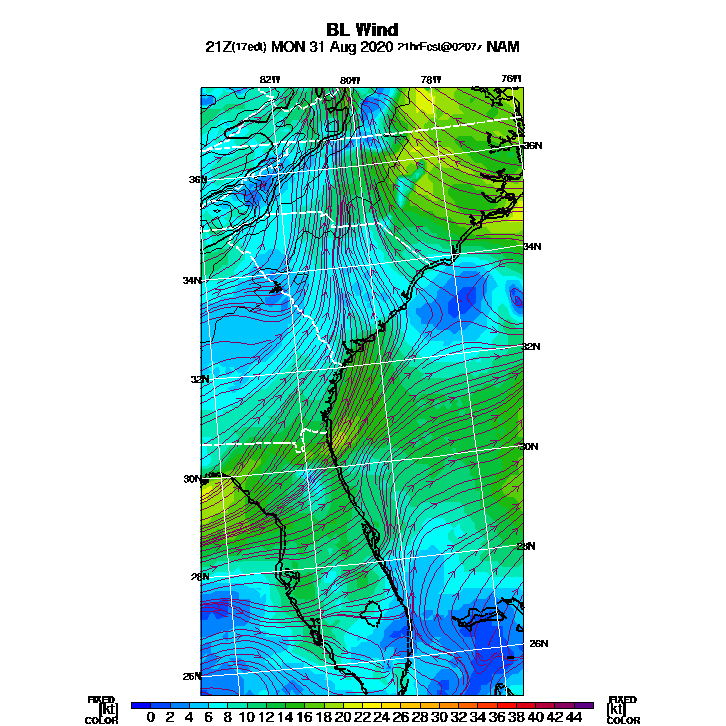 BL Wind
21Z(17edt) MON 31 Aug 2020 21hrFcst@0207z NAM
82W 80W 78W 76W
36N
36N
34N
34N
32N
32N
30N
30N
28N
28N
26N
26N
FIXED FIXED
[kt] 0 2 4 6 8 10 12 14 16 18 20 22 24 26 28 30 32 34 36 38 40 42 44 [kt]
COLOR COLOR